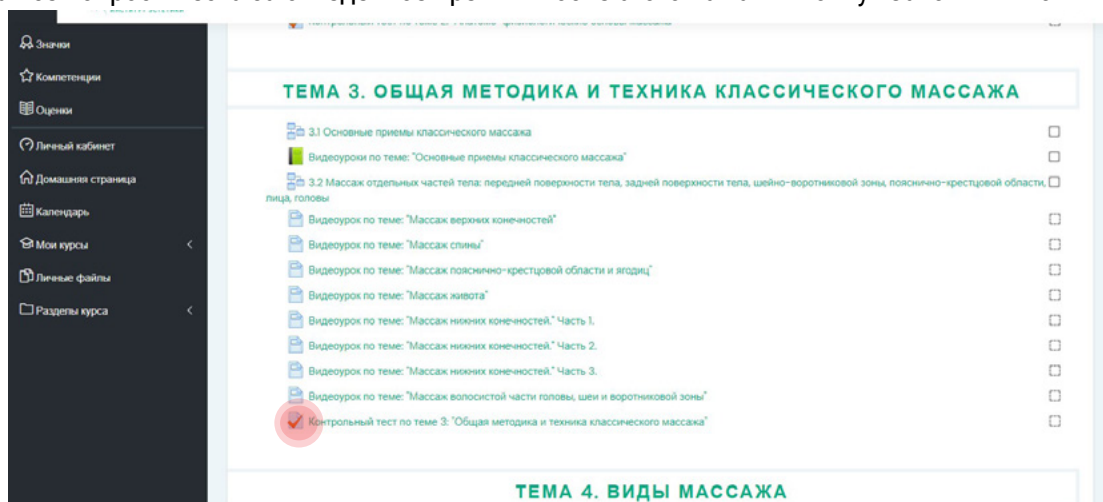 Значки
Компетенции
Оценки
Личный кабинет
Домашняя страница
Календарь
Мои курсы
Личные файлы
Разделы курса
ТЕМА 3. ОБЩАЯ МЕТОДИКА И ТЕХНИКА КЛАССИЧЕСКОГО МАССАЖА
3.1 Основные приемы классического массажа
Видеоуроки по теме: "Основные приемы классического массажа"
3.2 Массаж отдельных частей тела: передней поверхности тела, задней поверхности тела, шейно-воротниковой зоны, пояснично-крестцовой области,
лица, головы
Видеоурок по теме: "Массаж верхних конечностей"
Видеоурок по теме: "Массаж спины"
Видеоурок по теме: "Массаж пояснично-крестцовой области и ягодиц"
Видеоурок по теме: "Массаж живота"
Видеоурок по теме: "Массаж нижних конечностей." Часть 1.
Видеоурок по теме: "Массаж нижних конечностей." Часть 2.
Видеоурок по теме: "Массаж нижних конечностей." Часть 3.
Видеоурок по теме: "Массаж волосистой части головы, шеи и воротниковой зоны"
Контрольный тест по теме 3: "Общая методика и техника классического массажа"
ТЕМА 4. ВИДЫ МАССАЖА